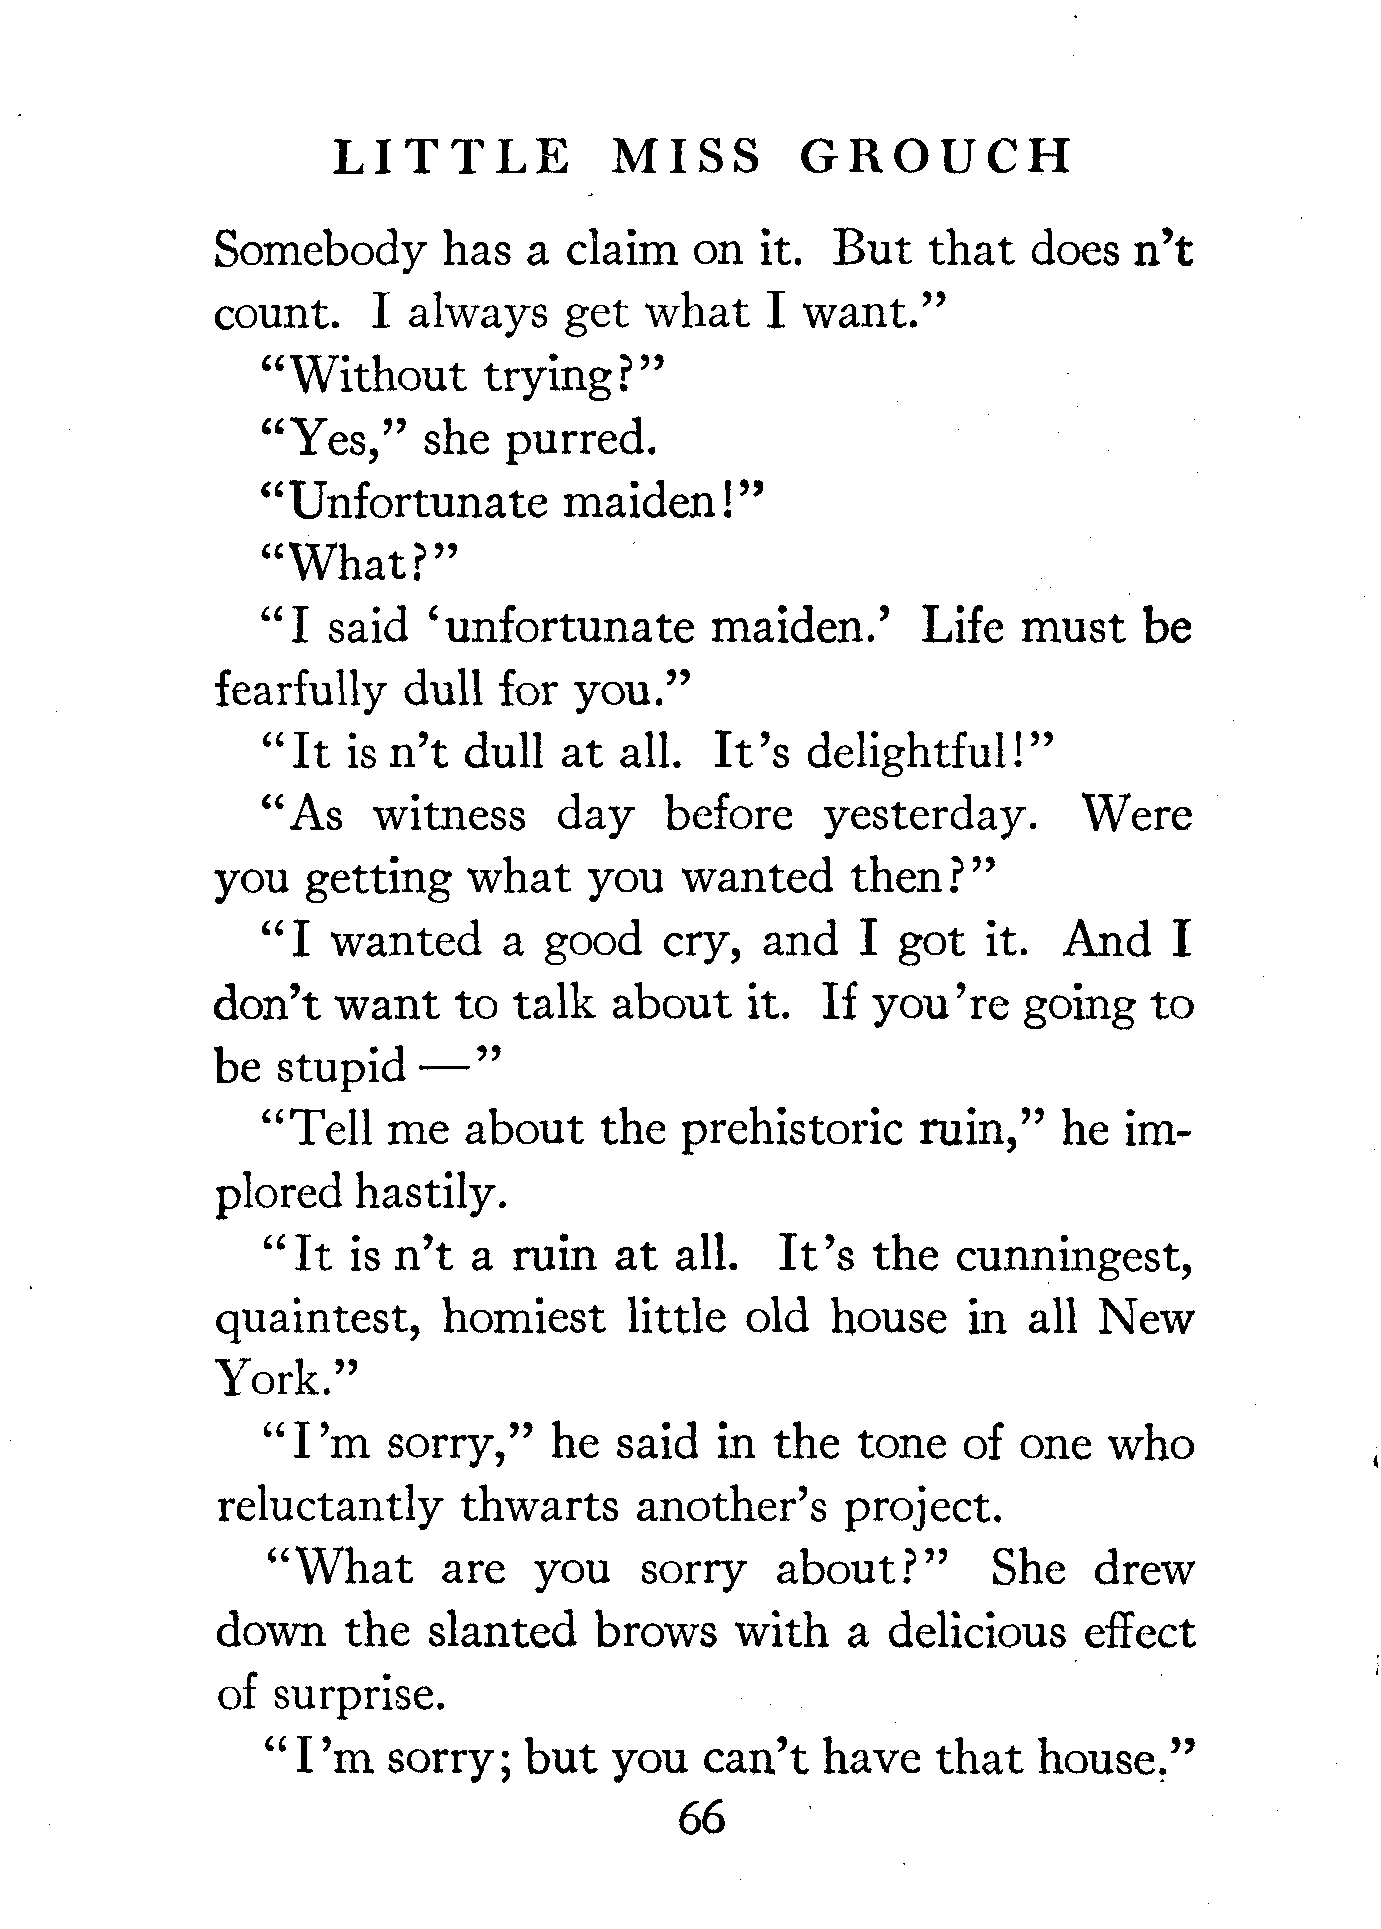 LITTLE MISS GROUCH
Somebody has a claim on it. But that does n't
count. I always get what I want."
"Without trying?"
"Yes," she purred.
"Unfortunate maiden!"
"What?"
"I said 'unfortunate maiden.' Life must be
fearfully dull for you."
"It is n't dull at all. It's delightful!"
"As witness day before yesterday. Were
you getting what you wanted then?"
"I wanted a good cry, and I got it. And I
don't want to talk about it. If you're going to
be stupid —"
"Tell me about the prehistoric ruin," he im-
plored hastily.
"It is n't a ruin at all. It's the cunningest,
quaintest, homiest little old house in all New
York."
"I'm sorry," he said in the tone of one who
reluctantly thwarts another's project.
"What are you sorry about?" She drew
down the slanted brows with a delicious effect
of surprise.
"I'm sorry; but you can't have that house."
66